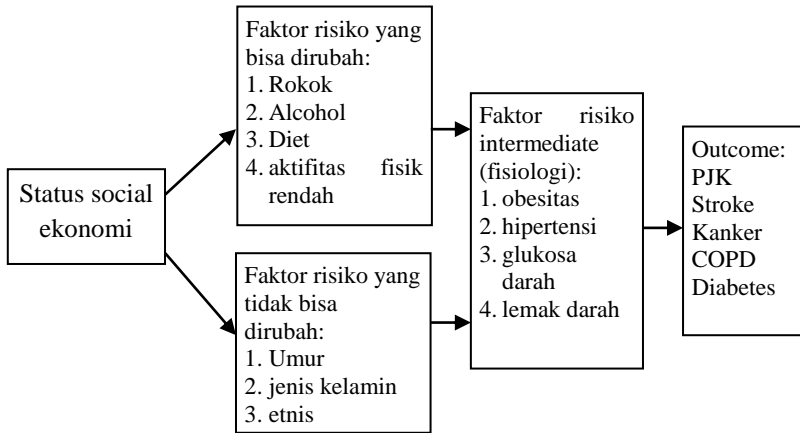 Status social
ekonomi
Faktor risiko yang
bisa dirubah:
1. Rokok
2. Alcohol
3. Diet
4. aktifitas fisik
rendah
Faktor risiko yang
tidak bisa
dirubah:
1. Umur
2. jenis kelamin
3. etnis
Faktor risiko
intermediate
(fisiologi):
1. obesitas
2. hipertensi
3. glukosa
darah
4. lemak darah
Outcome:
PJK
Stroke
Kanker
COPD
Diabetes